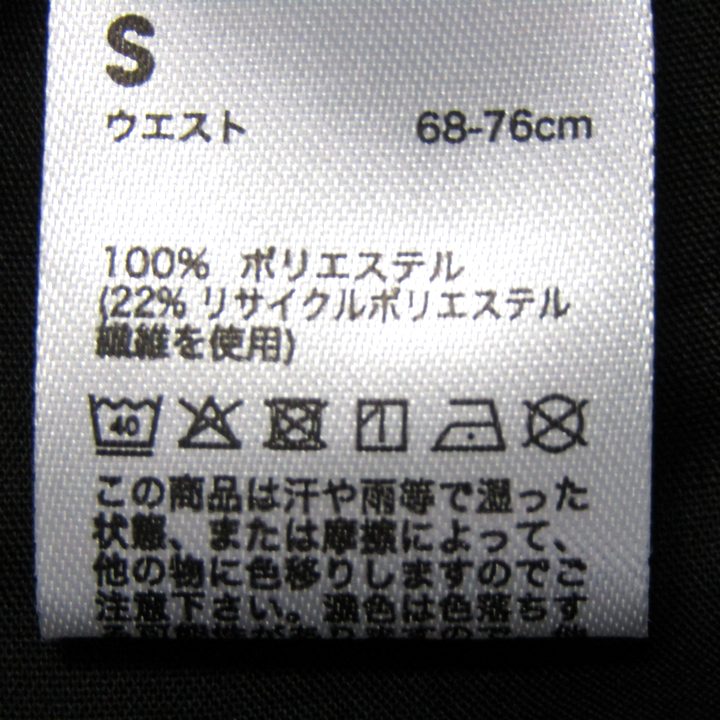 S
ウエスト 68-76cm
100% ポリエステル
(22% リサイクルポリエステル
繊維を使用)
40
この商品は汗や雨等で湿った
状態、または摩擦によって、
他の物に色移りしますのでご
注意下さい。濃色は色落ちす